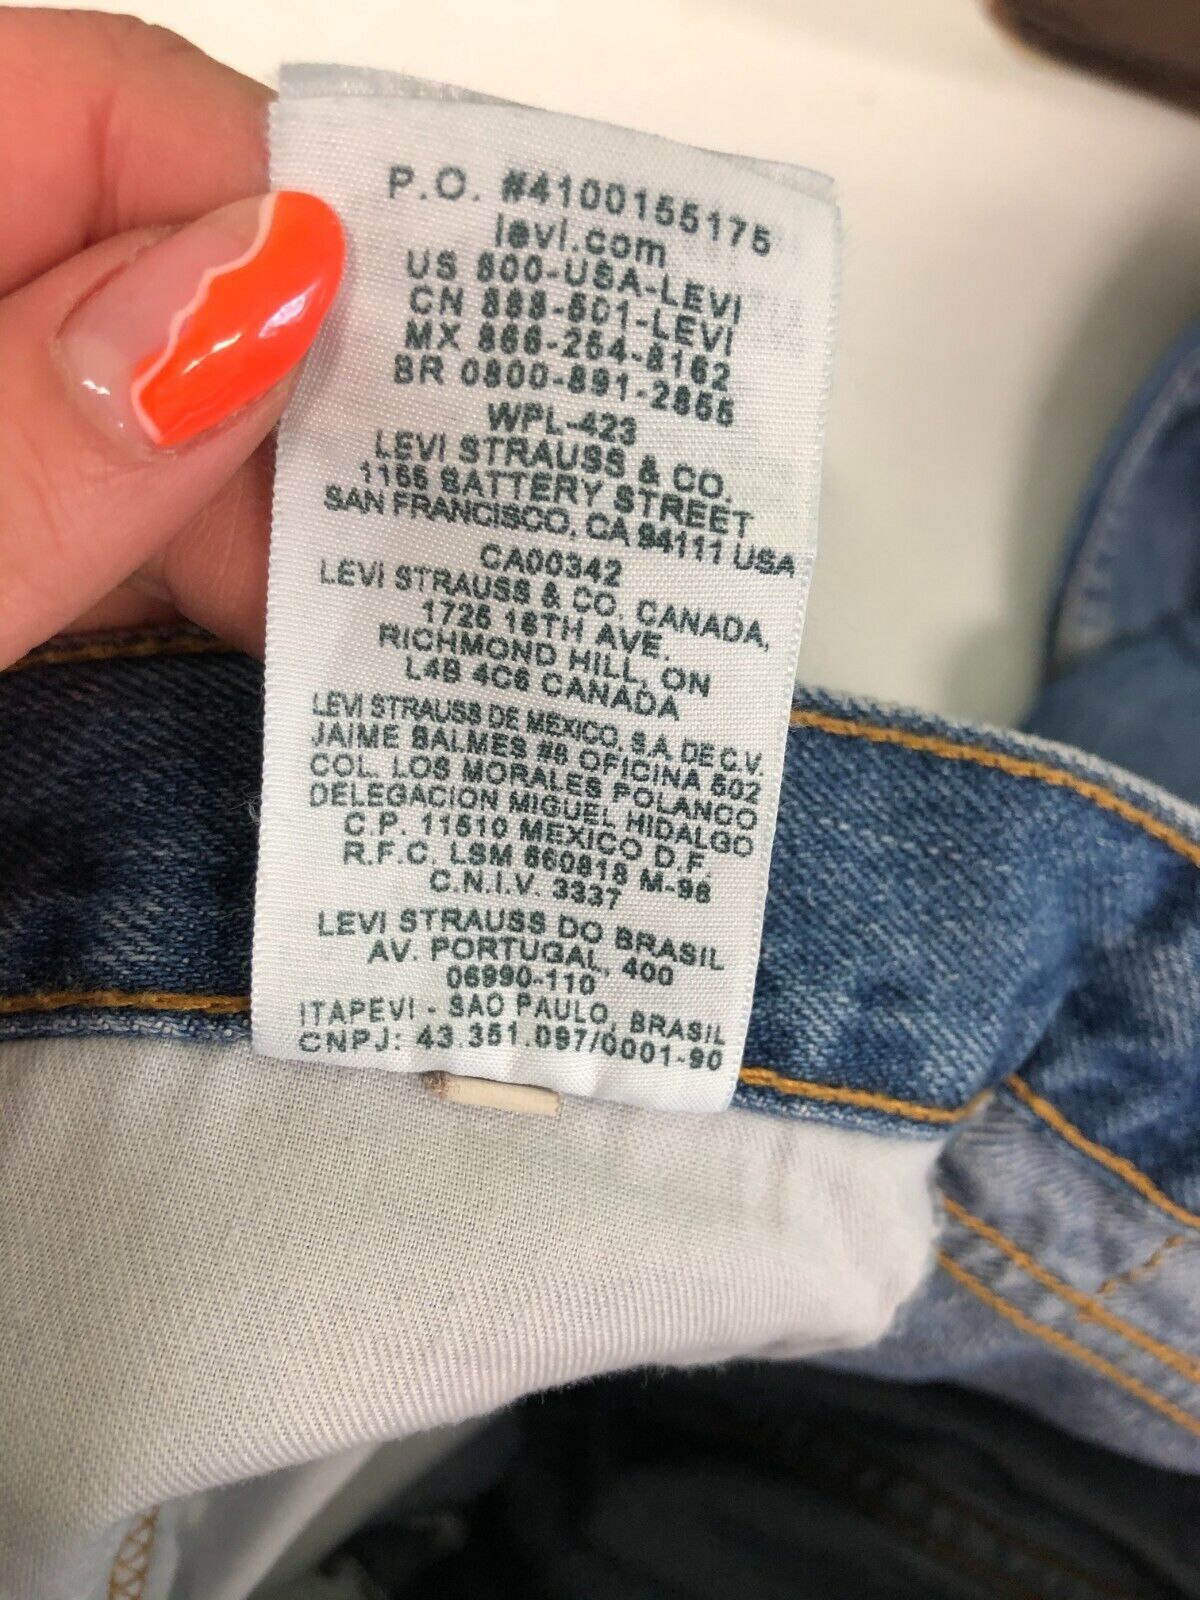 P.O. #4100155175
levi.com
US 800-USA-LEVI
CN 888-501-LEVI
MX 866-254-8162
BR 0800-891-2855
WPL-423
LEVI STRAUSS & CO.
1155 BATTERY STREET
SAN FRANCISCO, CA 94111 USA
CA00342
LEVI STRAUSS & CO. CANADA,
1725 16TH AVE.
RICHMOND HILL, ON
L4B 4C6 CANADA
LEVI STRAUSS DE MEXICO, S.A. DE C.V.
JAIME BALMES #8 OFICINA 502
COL. LOS MORALES POLANCO
DELEGACION MIGUEL HIDALGO
C.P. 11510 MEXICO D.F.
R.F.C. LSM 860818 M-96
C.N.I.V. 3337
LEVI STRAUSS DO BRASIL
AV. PORTUGAL, 400
06990-110
ITAPEVI - SAO PAULO, BRASIL
CNPJ: 43.351.097/0001-90